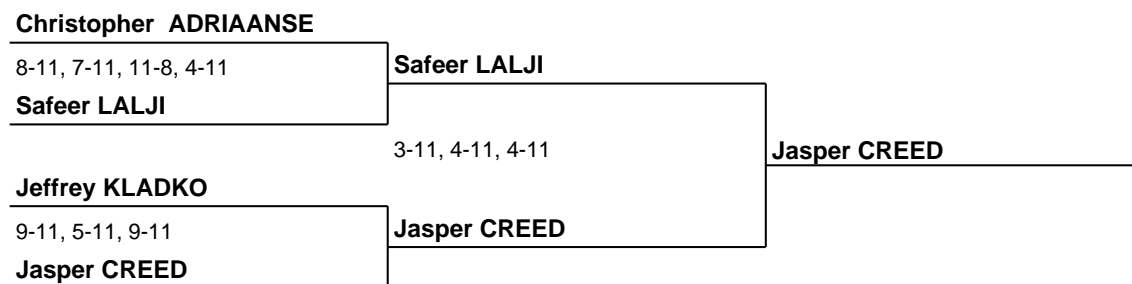 Christopher  ADRIAANSE
8-11, 7-11, 11-8, 4-11
Safeer LALJI
Safeer LALJI
3-11, 4-11, 4-11
Jasper CREED
Jeffrey KLADKO
9-11, 5-11, 9-11
Jasper CREED
Jasper CREED